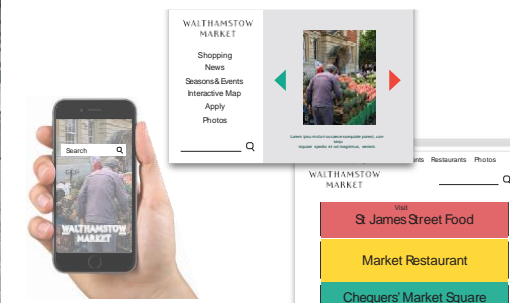 WALTHAMSTOW
MARKET
Shopping
News
Seasons & Events
Interactive Map
Apply
Photos
Search
WALTHAMSTOW
MARKET
Restaurants Photos
WALTHAMSTOW
MARKET
Visit
St James Street Food
Market Restaurant
Chequers' Market Square